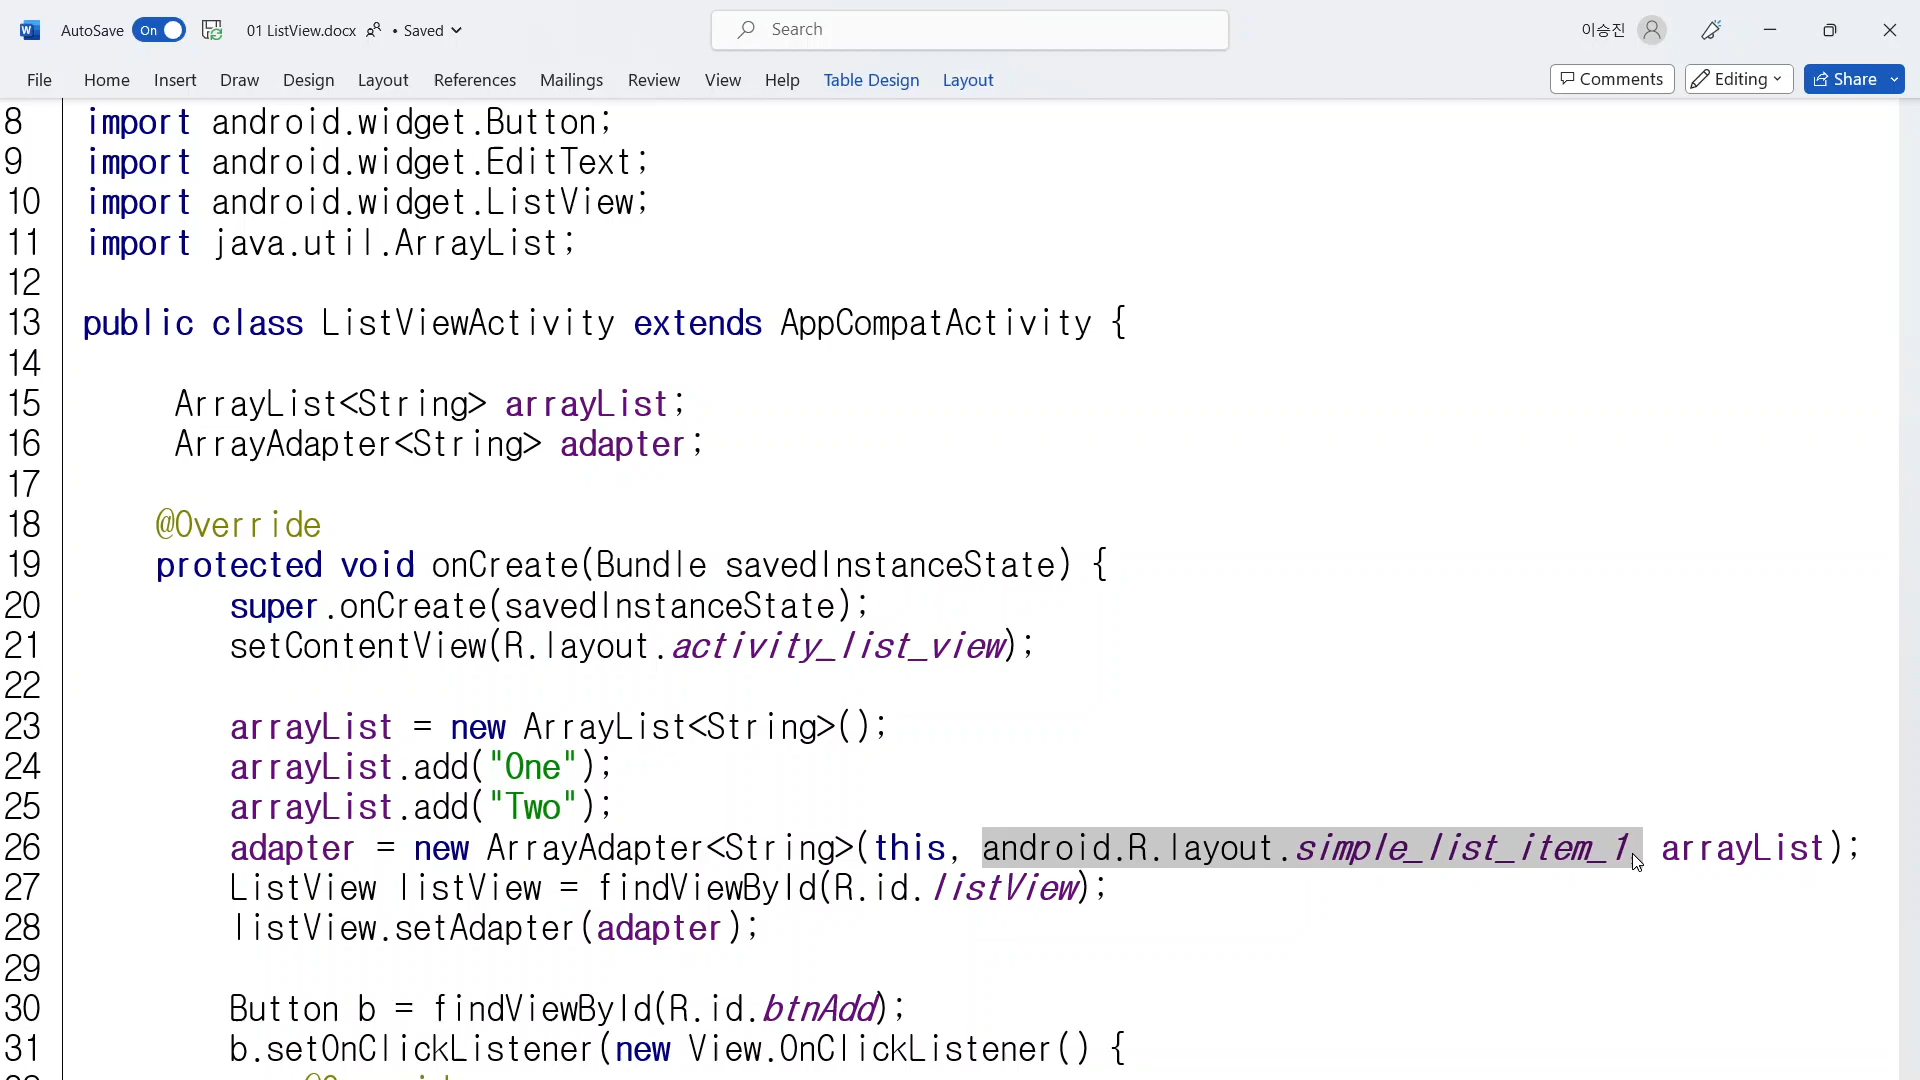 AutoSave On 01 ListView.docx • Saved Search 이승진
File Home Insert Draw Design Layout References Mailings Review View Help Table Design Layout Comments Editing Share
8 import android.widget.Button;
9 import android.widget.EditText;
10 import android.widget.ListView;
11 import java.util.ArrayList;
12
13 public class ListViewActivity extends AppCompatActivity {
14
15 ArrayList<String> arrayList;
16 ArrayAdapter<String> adapter;
17
18 @Override
19 protected void onCreate(Bundle savedInstanceState) {
20 super.onCreate(savedInstanceState);
21 setContentView(R.layout.activity_list_view);
22
23 arrayList = new ArrayList<String>();
24 arrayList.add("One");
25 arrayList.add("Two");
26 adapter = new ArrayAdapter<String>(this, android.R.layout.simple_list_item_1, arrayList);
27 ListView listView = findViewById(R.id.listView);
28 listView.setAdapter(adapter);
29
30 Button b = findViewById(R.id.btnAdd);
31 b.setOnClickListener(new View.OnClickListener() {